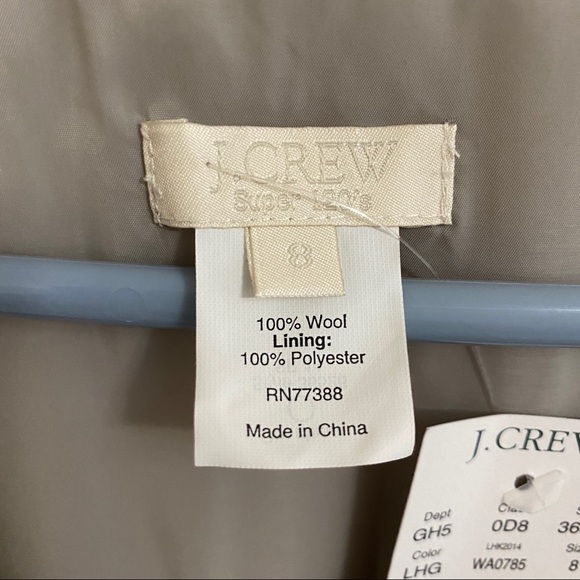 J.CREW
Super 120's
8
100% Wool
Lining:
100% Polyester
RN77388
Made in China
J.CREW
Dept
GH5 0D8 36
Color LHK2014
LHG WA0785 8